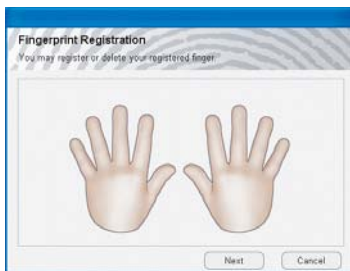 Fingerprint Registration
You may register or delete your registered finger.
Next
Cancel